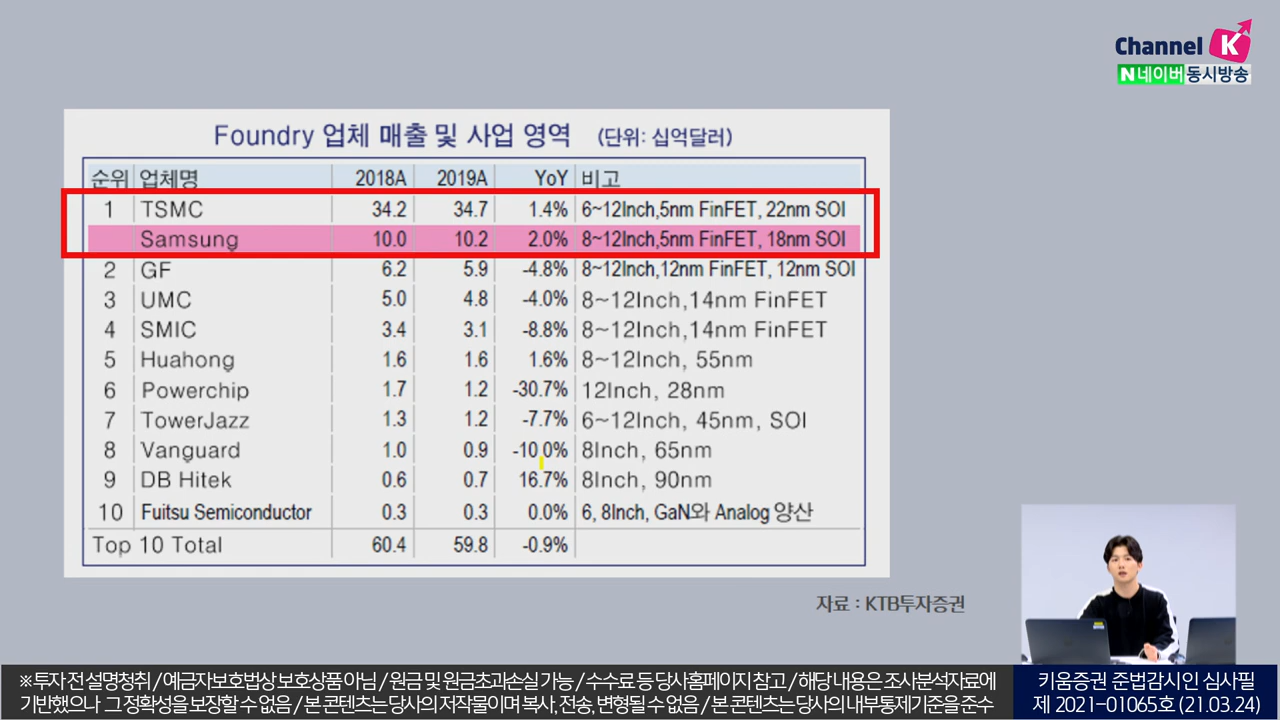 Channel K
N 네이버 동시방송
Foundry 업체 매출 및 사업 영역 (단위: 십억달러)
순위 업체명 2018A 2019A YoY 비고
1 TSMC 34.2 34.7 1.4% 6~12Inch,5nm FinFET, 22nm SOI
Samsung 10.0 10.2 2.0% 8~12Inch,5nm FinFET, 18nm SOI
2 GF 6.2 5.9 -4.8% 8~12Inch,12nm FinFET, 12nm SOI
3 UMC 5.0 4.8 -4.0% 8~12Inch,14nm FinFET
4 SMIC 3.4 3.1 -8.8% 8~12Inch,14nm FinFET
5 Huahong 1.6 1.6 1.6% 8~12Inch, 55nm
6 Powerchip 1.7 1.2 -30.7% 12Inch, 28nm
7 TowerJazz 1.3 1.2 -7.7% 6~12Inch, 45nm, SOI
8 Vanguard 1.0 0.9 -10.0% 8Inch, 65nm
9 DB Hitek 0.6 0.7 16.7% 8Inch, 90nm
10 Fuitsu Semiconductor 0.3 0.3 0.0% 6, 8Inch, GaN와 Analog 양산
Top 10 Total 60.4 59.8 -0.9%
자료 : KTB투자증권
※ 투자 전 설명청취 / 예금자보호법상 보호상품 아님 / 원금 및 원금초과손실 가능 / 수수료 등 당사홈페이지 참고 / 해당 내용은 조사분석자료에
기반했으나 그 정확성을 보장할 수 없음 / 본 콘텐츠는 당사의 저작물이며 복사, 전송, 변형될 수 없음 / 본 콘텐츠는 당사의 내부통제기준을 준수
키움증권 준법감시인 심사필
제 2021-01065호 (21.03.24)